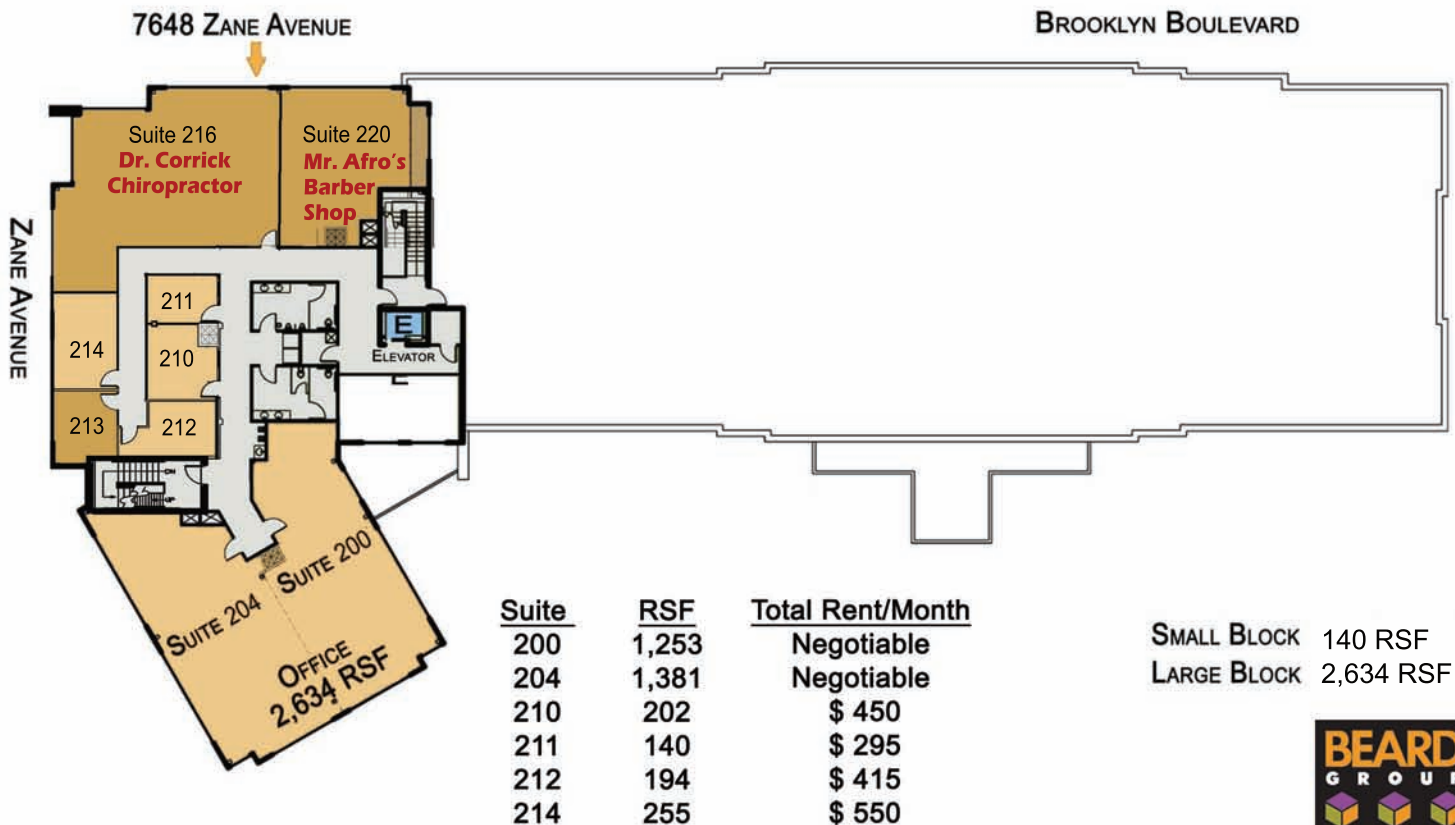 7648 Zane Avenue
Brooklyn Boulevard
Zane Avenue
Suite 216
Dr. Corrick
Chiropractor
Suite 220
Mr. Afro's
Barber
Shop
211
214
210
E
Elevator
E
213
212
Suite 200
Suite 204
Office
2,634 RSF
Suite RSF Total Rent/Month
200 1,253 Negotiable
204 1,381 Negotiable
210 202 $ 450
211 140 $ 295
212 194 $ 415
214 255 $ 550
Small Block 140 RSF
Large Block 2,634 RSF
BEARD
GROUP